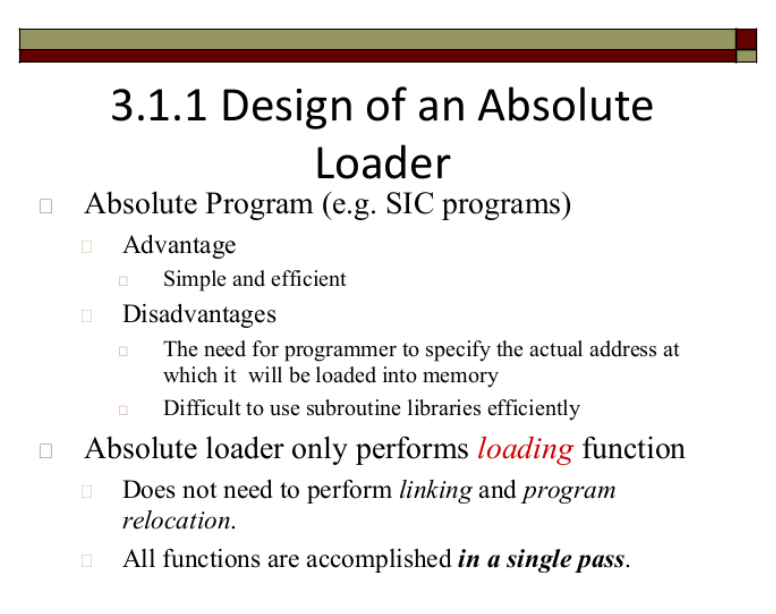 3.1.1 Design of an Absolute
Loader
Absolute Program (e.g. SIC programs)
Advantage
Simple and efficient
Disadvantages
The need for programmer to specify the actual address at
which it will be loaded into memory
Difficult to use subroutine libraries efficiently
Absolute loader only performs loading function
Does not need to perform linking and program
relocation.
All functions are accomplished in a single pass.